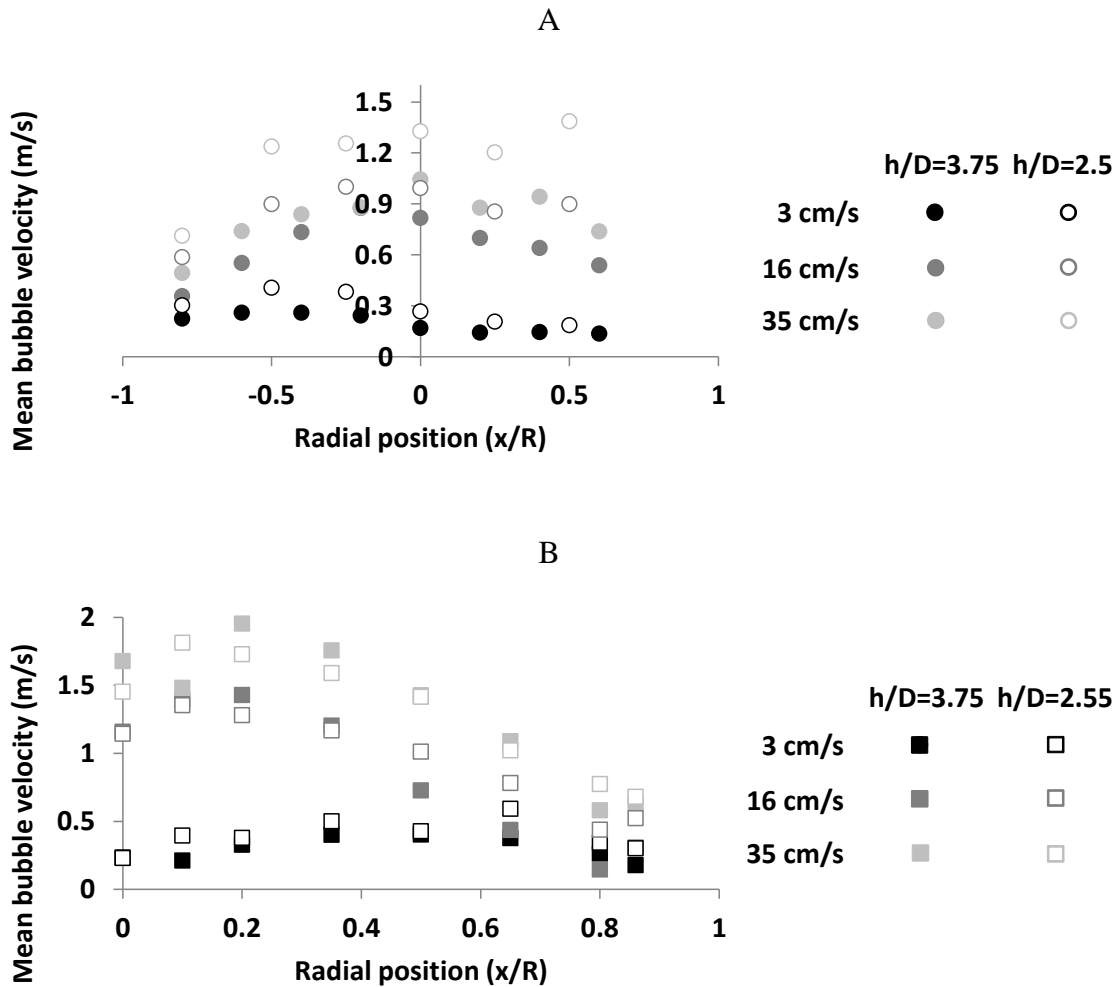 A
Mean bubble velocity (m/s)
1.5
1.2
0.9
0.6
0.3
0
-1 -0.5 0 0.5 1
Radial position (x/R)
h/D=3.75 h/D=2.5
3 cm/s
16 cm/s
35 cm/s
B
Mean bubble velocity (m/s)
2
1.5
1
0.5
0
0 0.2 0.4 0.6 0.8 1
Radial position (x/R)
h/D=3.75 h/D=2.55
3 cm/s
16 cm/s
35 cm/s